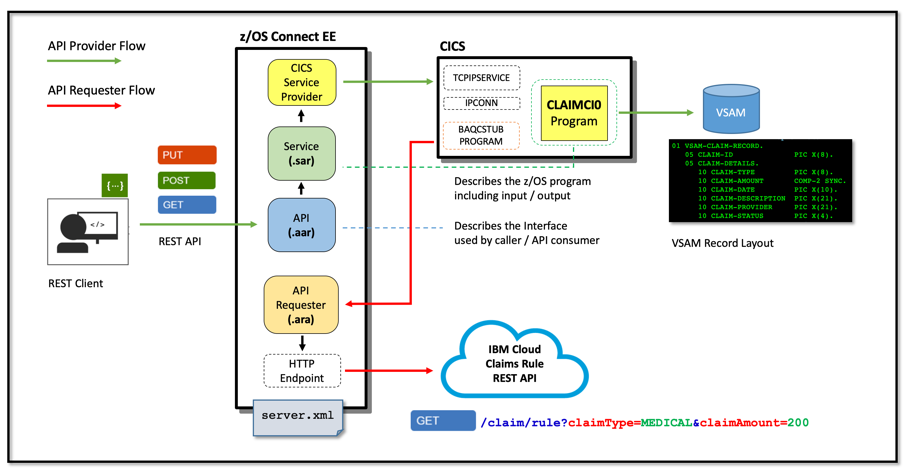 z/OS Connect EE
API Provider Flow
API Requester Flow
CICS
Service
Provider
Service
(.sar)
API
(.aar)
API
Requester
(.ara)
HTTP
Endpoint
server.xml
PUT
POST
GET
REST API
{...}
</>
REST Client
CICS
TCPIPSERVICE
IPCONN
BAQCSTUB
PROGRAM
CLAIMCI0
Program
VSAM
01 VSAM-CLAIM-RECORD.
05 CLAIM-ID PIC X(8).
05 CLAIM-DETAILS.
10 CLAIM-TYPE PIC X(8).
10 CLAIM-AMOUNT COMP-2 SYNC.
10 CLAIM-DATE PIC X(10).
10 CLAIM-DESCRIPTION PIC X(21).
10 CLAIM-PROVIDER PIC X(21).
10 CLAIM-STATUS PIC X(4).
VSAM Record Layout
Describes the z/OS program
including input / output
Describes the Interface
used by caller / API consumer
IBM Cloud
Claims Rule
REST API
GET /claim/rule?claimType=MEDICAL&claimAmount=200